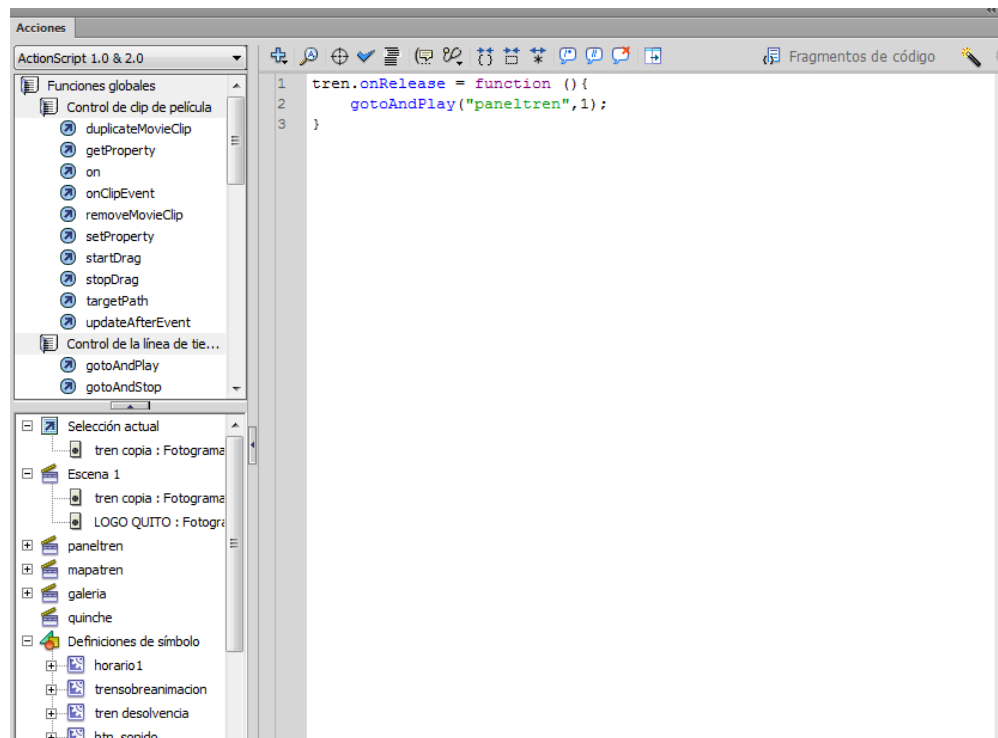 Acciones
ActionScript 1.0 & 2.0
Fragmentos de código
Funciones globales
Control de clip de película
duplicateMovieClip
getProperty
on
onClipEvent
removeMovieClip
setProperty
startDrag
stopDrag
targetPath
updateAfterEvent
Control de la línea de tie...
gotoAndPlay
gotoAndStop
Selección actual
tren copia : Fotograma
Escena 1
tren copia : Fotograma
LOGO QUITO : Fotogra
paneltren
mapatren
galeria
quinche
Definiciones de símbolo
horario1
trensobreanimacion
tren desolvencia
btn_sonido
1 tren.onRelease = function (){
2 gotoAndPlay("paneltren",1);
3 }